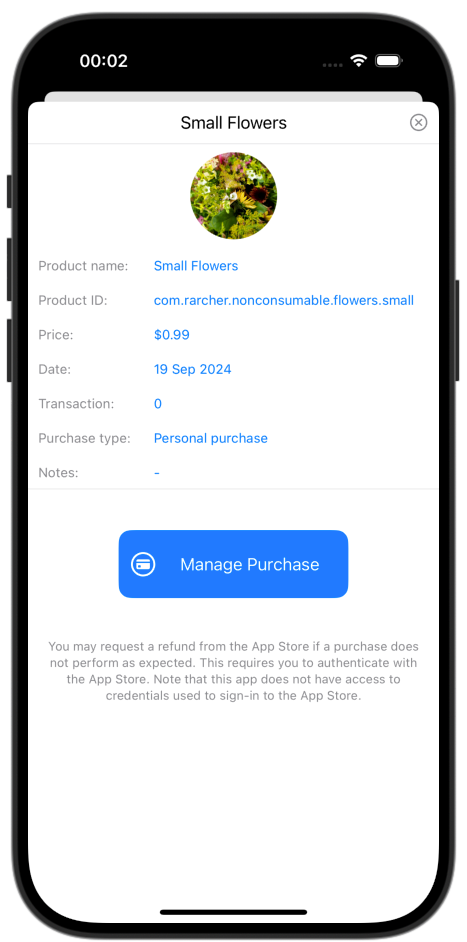 00:02
Small Flowers
Product name: Small Flowers
Product ID: com.rarcher.nonconsumable.flowers.small
Price: $0.99
Date: 19 Sep 2024
Transaction: 0
Purchase type: Personal purchase
Notes: -
Manage Purchase
You may request a refund from the App Store if a purchase does
not perform as expected. This requires you to authenticate with
the App Store. Note that this app does not have access to
credentials used to sign-in to the App Store.